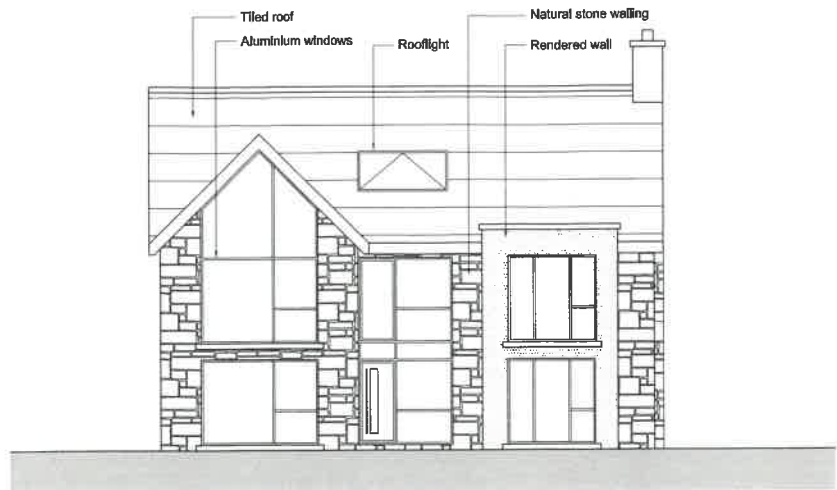 Tiled roof
Natural stone walling
Aluminium windows
Rooflight
Rendered wall